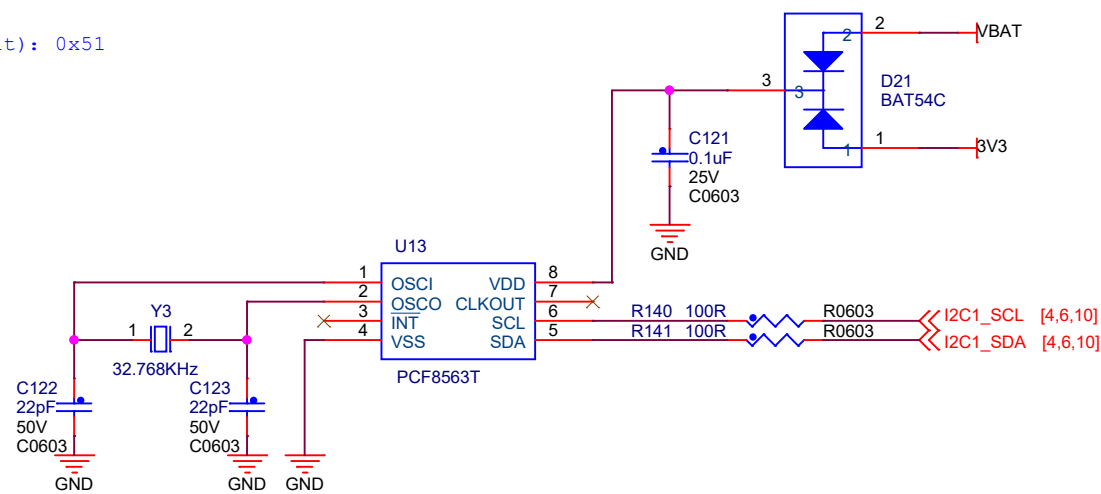 t): 0x51
2
VBAT
2
D21
BAT54C
3
3
1
3V3
1
C121
0.1uF
25V
C0603
GND
U13
1
OSCI
VDD
8
2
OSCO
CLKOUT
7
3
INT
SCL
6
4
VSS
SDA
5
PCF8563T
R140 100R
R0603
I2C1_SCL [4,6,10]
R141 100R
R0603
I2C1_SDA [4,6,10]
Y3
1
2
32.768KHz
C122
22pF
50V
C0603
GND
C123
22pF
50V
C0603
GND
GND